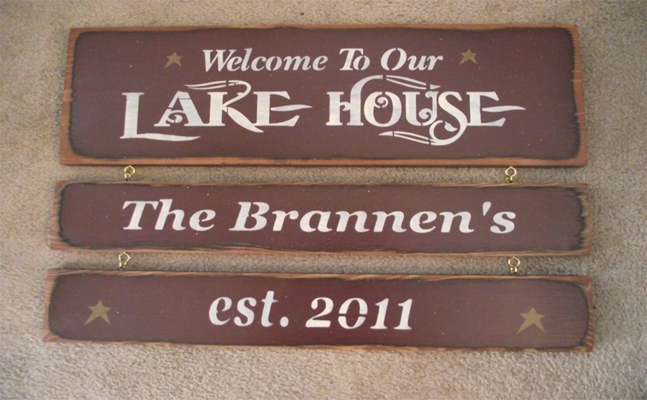 Welcome To Our
LAKE HOUSE
The Brannen's
est. 2011